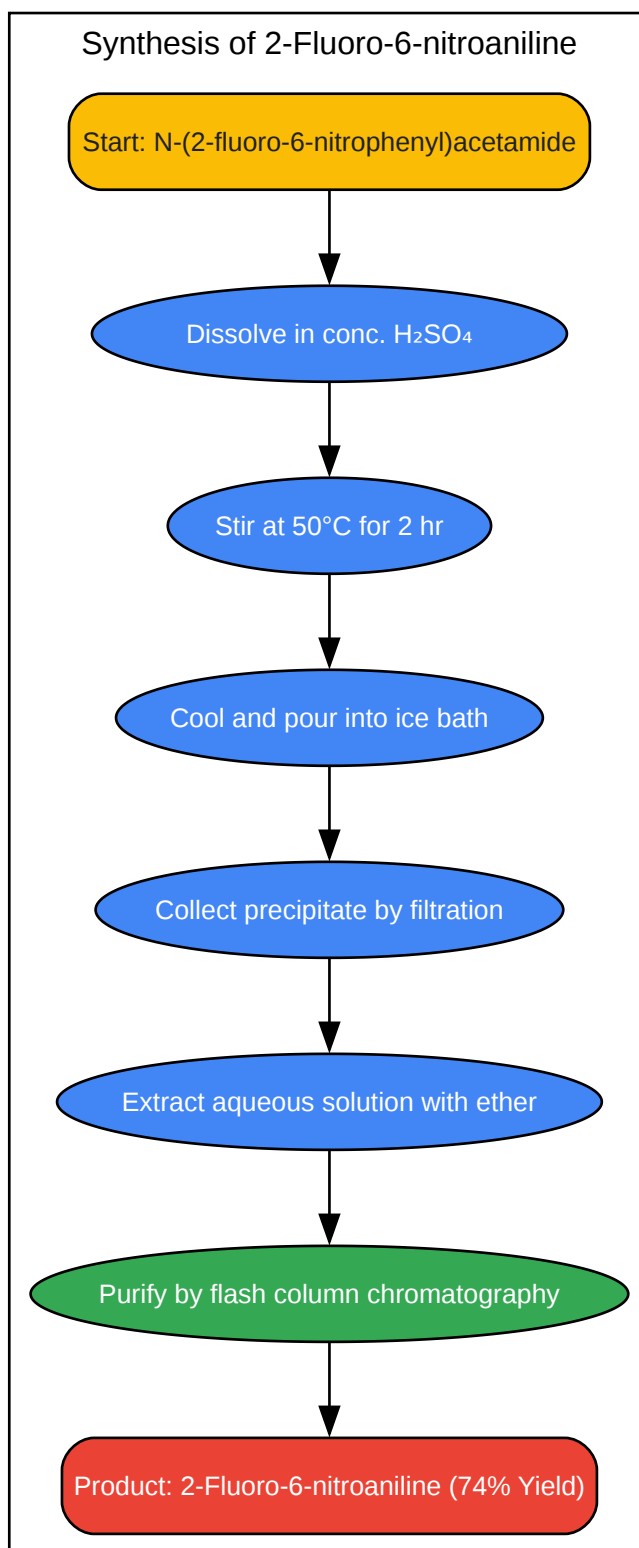 Synthesis of 2-Fluoro-6-nitroaniline
Start: N-(2-fluoro-6-nitrophenyl)acetamide
Dissolve in conc. H₂SO₄
Stir at 50°C for 2 hr
Cool and pour into ice bath
Collect precipitate by filtration
Extract aqueous solution with ether
Purify by flash column chromatography
Product: 2-Fluoro-6-nitroaniline (74% Yield)